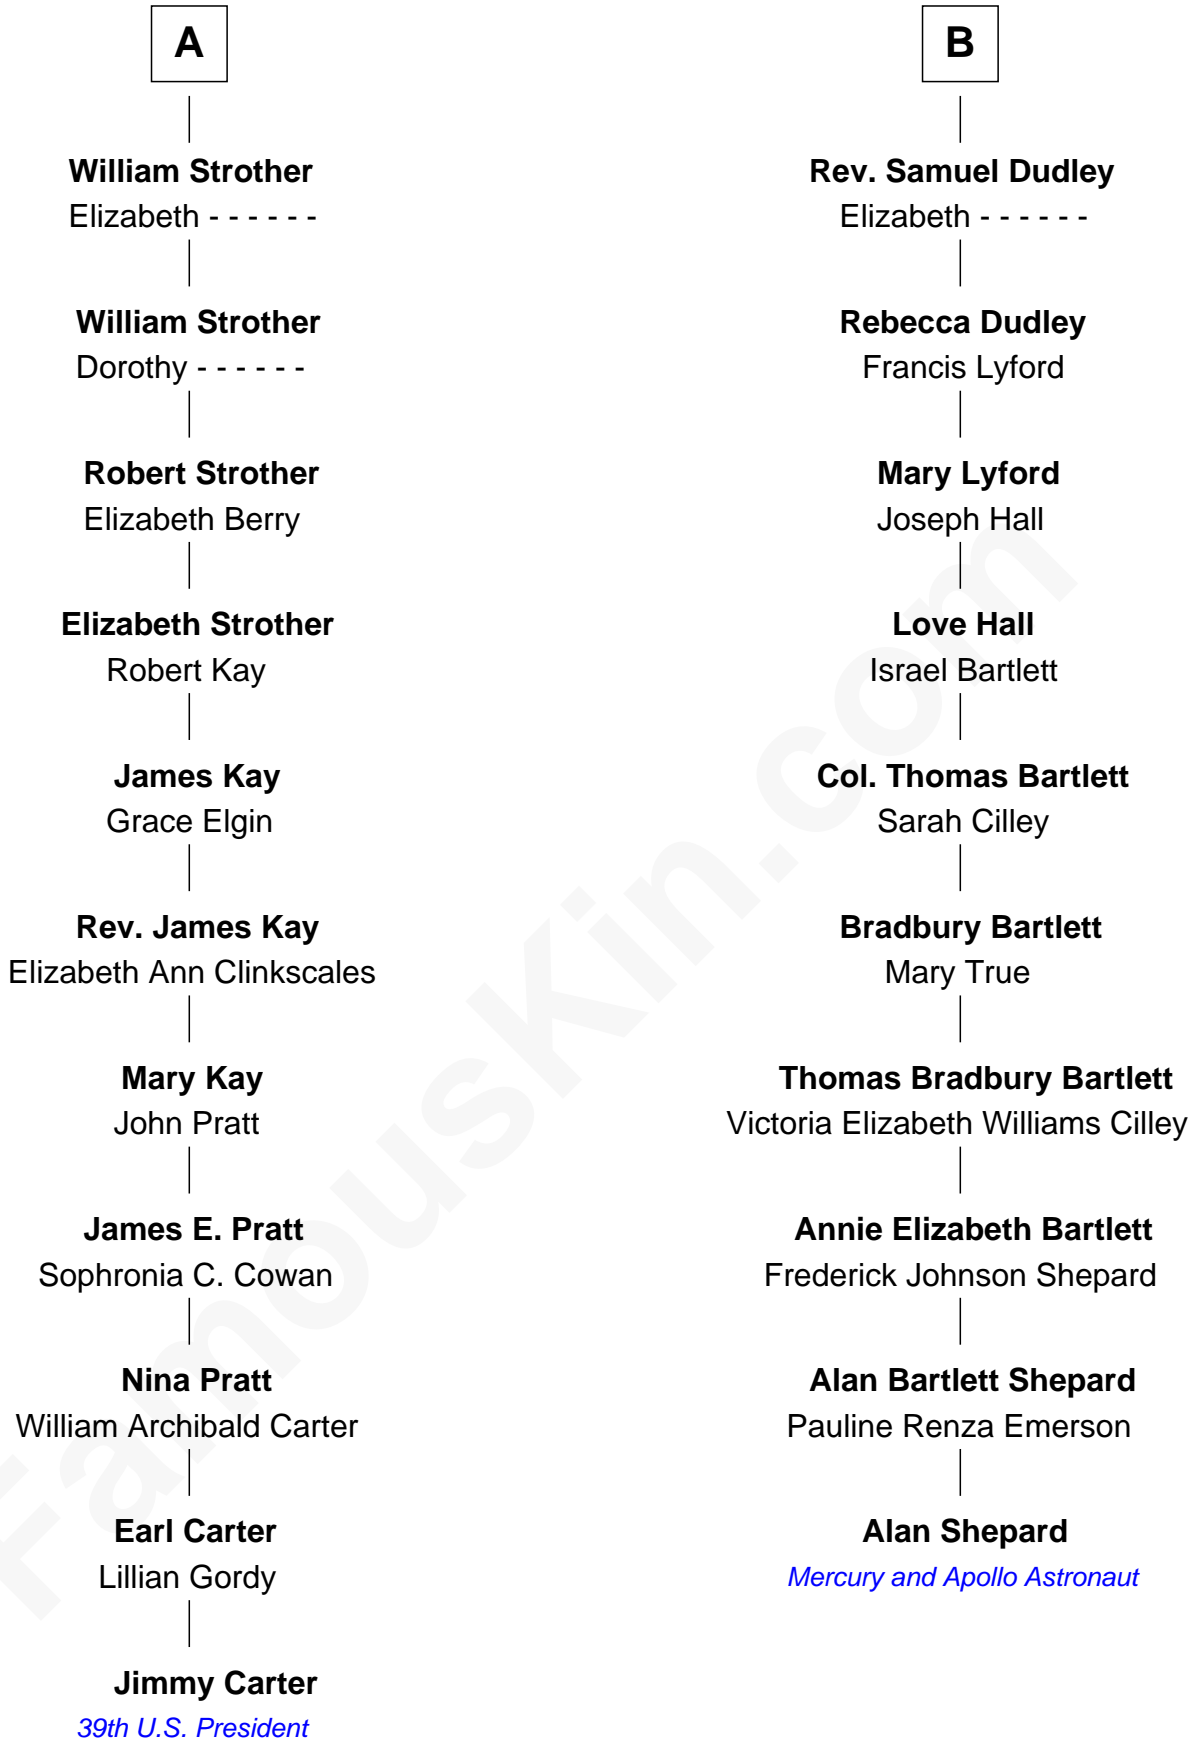 A
William Strother
Elizabeth - - - - - -
William Strother
Dorothy - - - - - -
Robert Strother
Elizabeth Berry
Elizabeth Strother
Robert Kay
James Kay
Grace Elgin
Rev. James Kay
Elizabeth Ann Clinkscales
Mary Kay
John Pratt
James E. Pratt
Sophronia C. Cowan
Nina Pratt
William Archibald Carter
Earl Carter
Lillian Gordy
Jimmy Carter
39th U.S. President
B
Rev. Samuel Dudley
Elizabeth - - - - - -
Rebecca Dudley
Francis Lyford
Mary Lyford
Joseph Hall
Love Hall
Israel Bartlett
Col. Thomas Bartlett
Sarah Cilley
Bradbury Bartlett
Mary True
Thomas Bradbury Bartlett
Victoria Elizabeth Williams Cilley
Annie Elizabeth Bartlett
Frederick Johnson Shepard
Alan Bartlett Shepard
Pauline Renza Emerson
Alan Shepard
Mercury and Apollo Astronaut
FamousKin.com